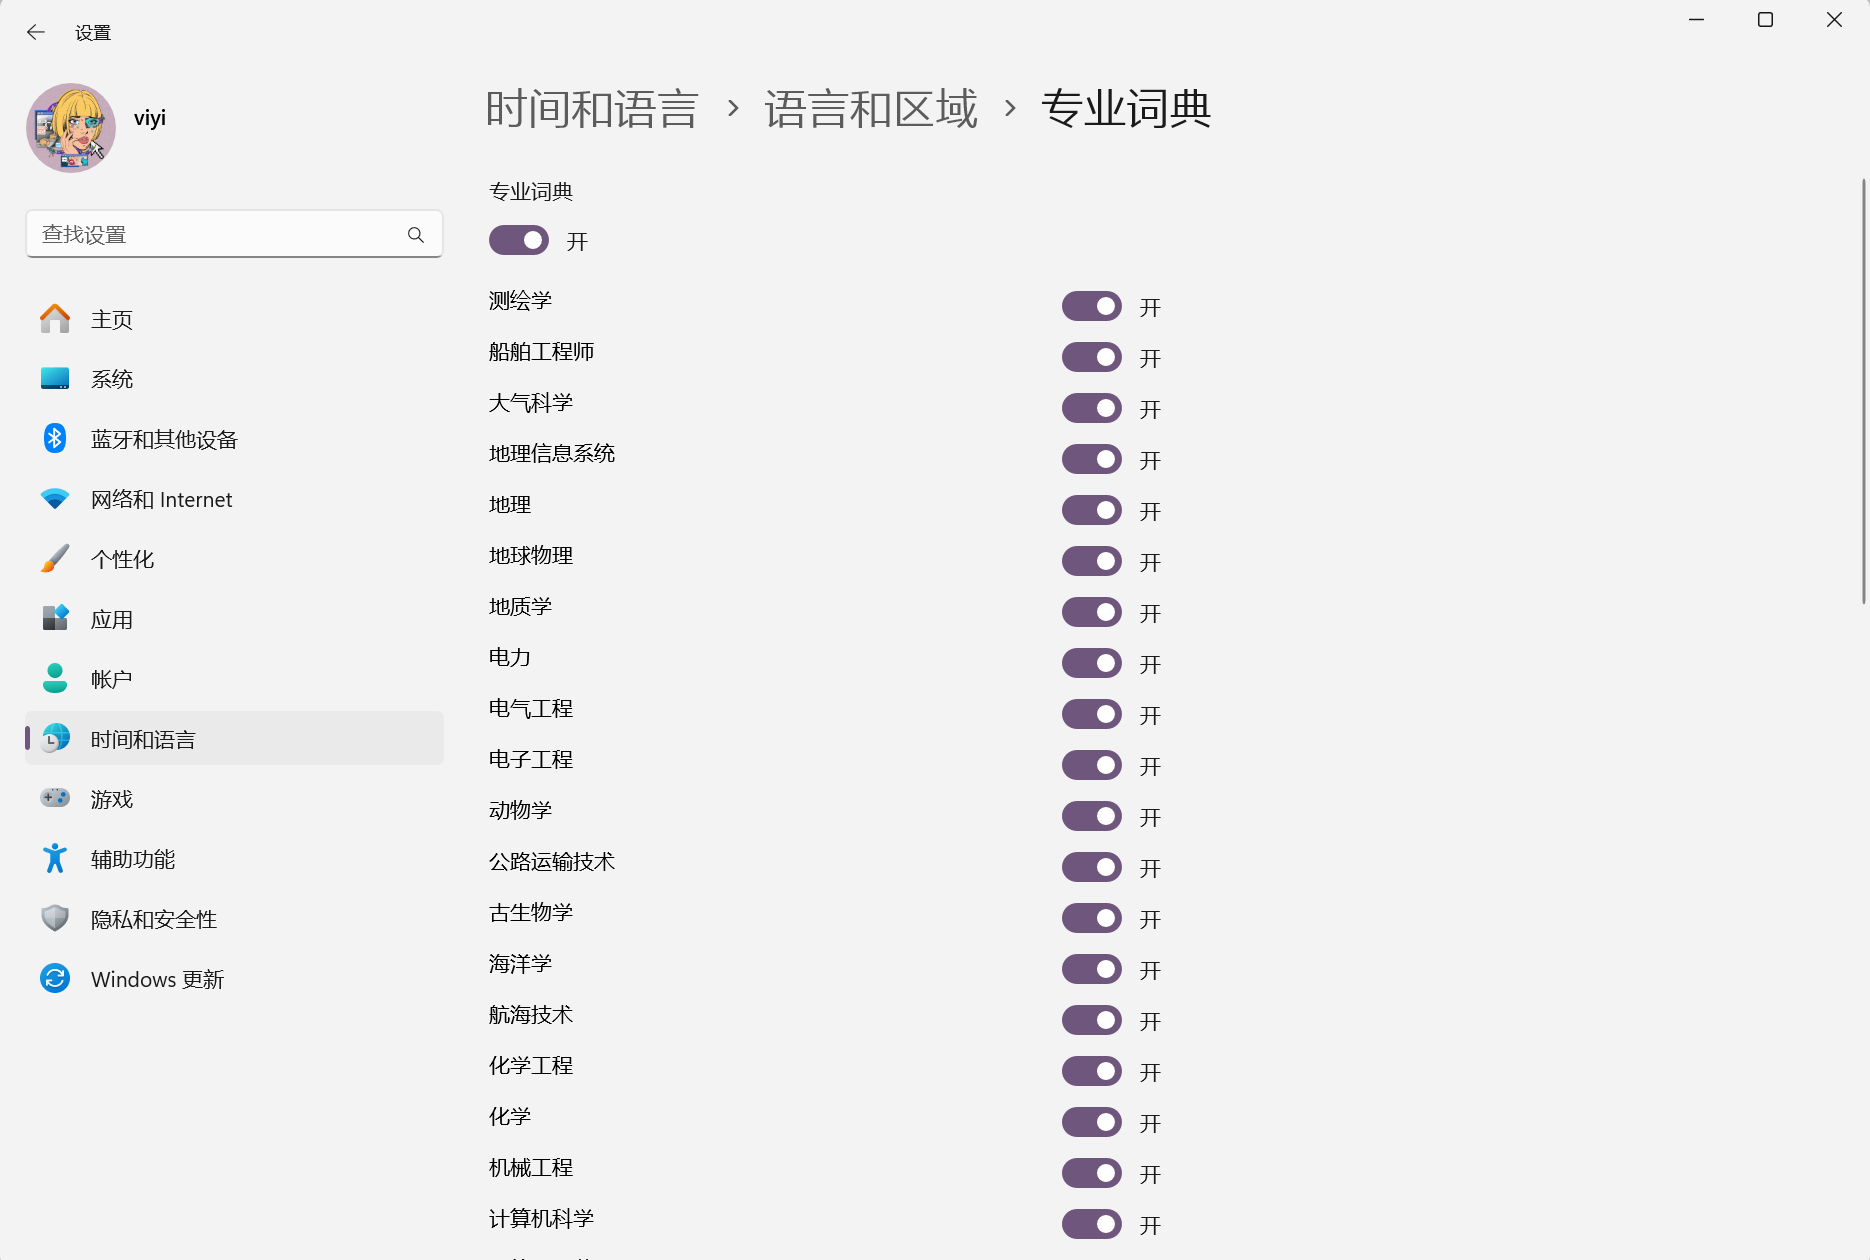 设置
viyi
查找设置
主页
系统
蓝牙和其他设备
网络和 Internet
个性化
应用
帐户
时间和语言
游戏
辅助功能
隐私和安全性
Windows 更新
时间和语言 › 语言和区域 › 专业词典
专业词典
开
测绘学 开
船舶工程师 开
大气科学 开
地理信息系统 开
地理 开
地球物理 开
地质学 开
电力 开
电气工程 开
电子工程 开
动物学 开
公路运输技术 开
古生物学 开
海洋学 开
航海技术 开
化学工程 开
化学 开
机械工程 开
计算机科学 开